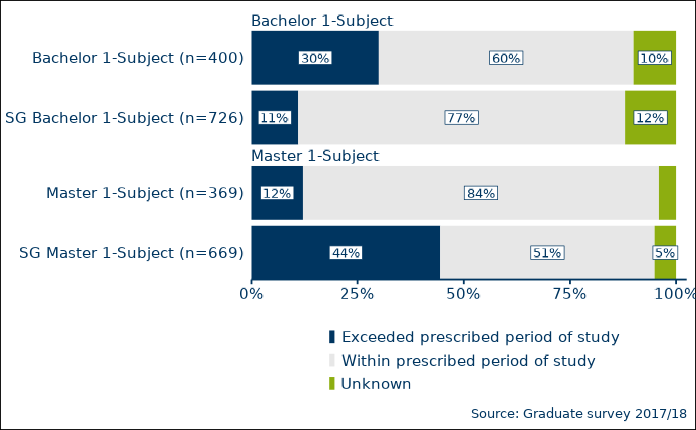 Bachelor 1-Subject
Bachelor 1-Subject (n=400) 30% 60% 10%
SG Bachelor 1-Subject (n=726) 11% 77% 12%
Master 1-Subject
Master 1-Subject (n=369) 12% 84%
SG Master 1-Subject (n=669) 44% 51% 5%
0% 25% 50% 75% 100%
Exceeded prescribed period of study
Within prescribed period of study
Unknown
Source: Graduate survey 2017/18